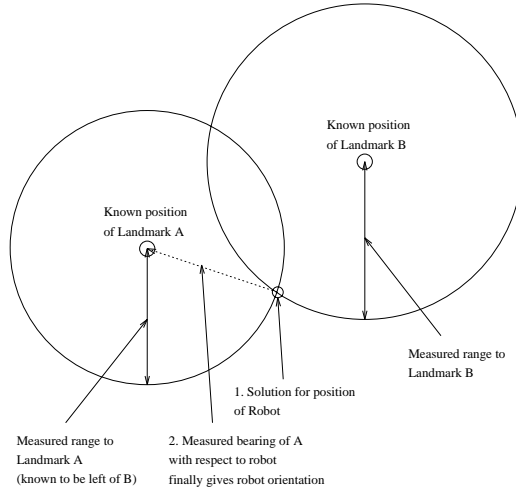 Known position
of Landmark B
Known position
of Landmark A
Measured range to
Landmark B
1. Solution for position
of Robot
Measured range to
Landmark A
(known to be left of B)
2. Measured bearing of A
with respect to robot
finally gives robot orientation